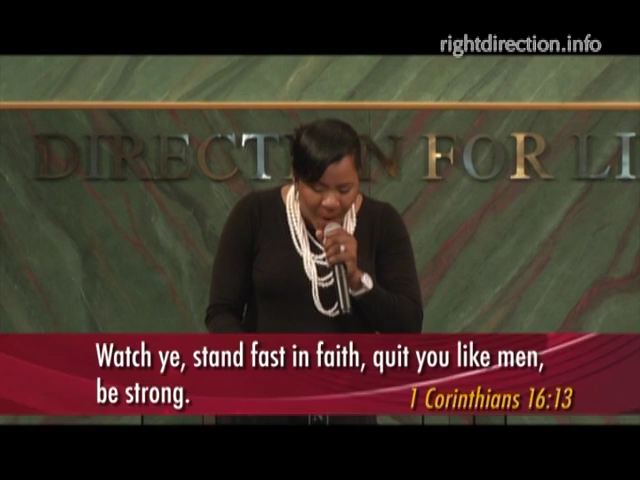 rightdirection.info
DIRECTION FOR LI
Watch ye, stand fast in faith, quit you like men,
be strong.
1 Corinthians 16:13